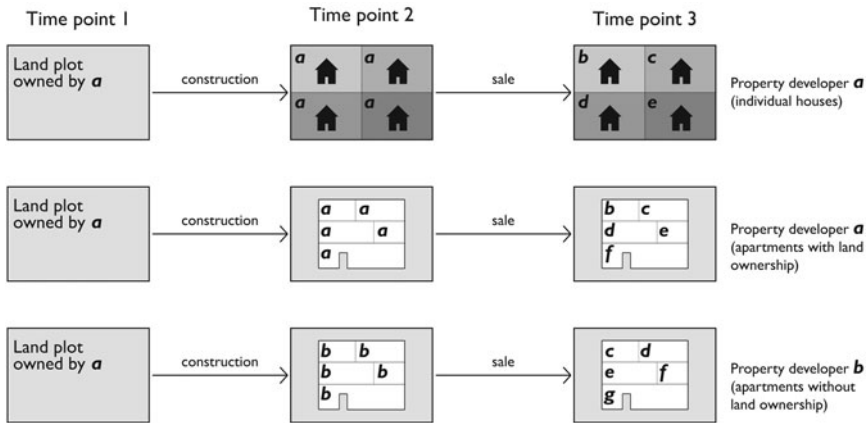 Time point 1
Time point 2
Time point 3
Land plot
owned by a
construction
a a
a a
sale
b c
d e
Property developer a
(individual houses)
Land plot
owned by a
construction
a a
a a
a
sale
b c
d e
f
Property developer a
(apartments with land
ownership)
Land plot
owned by a
construction
b b
b b
b
sale
c d
e f
g
Property developer b
(apartments without
land ownership)